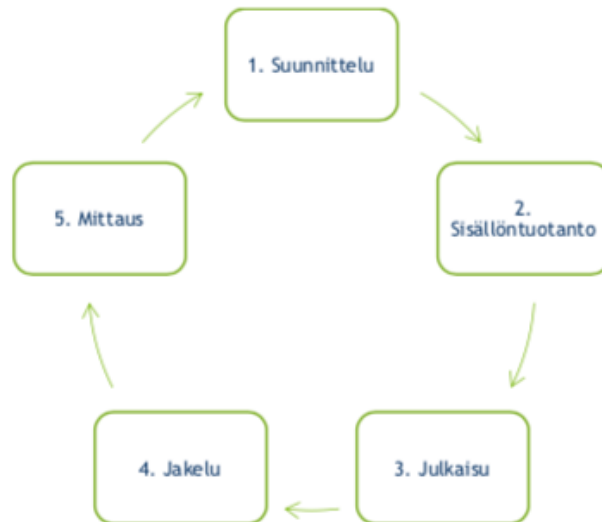 1. Suunnittelu
2.
Sisällöntuotanto
3. Julkaisu
4. Jakelu
5. Mittaus